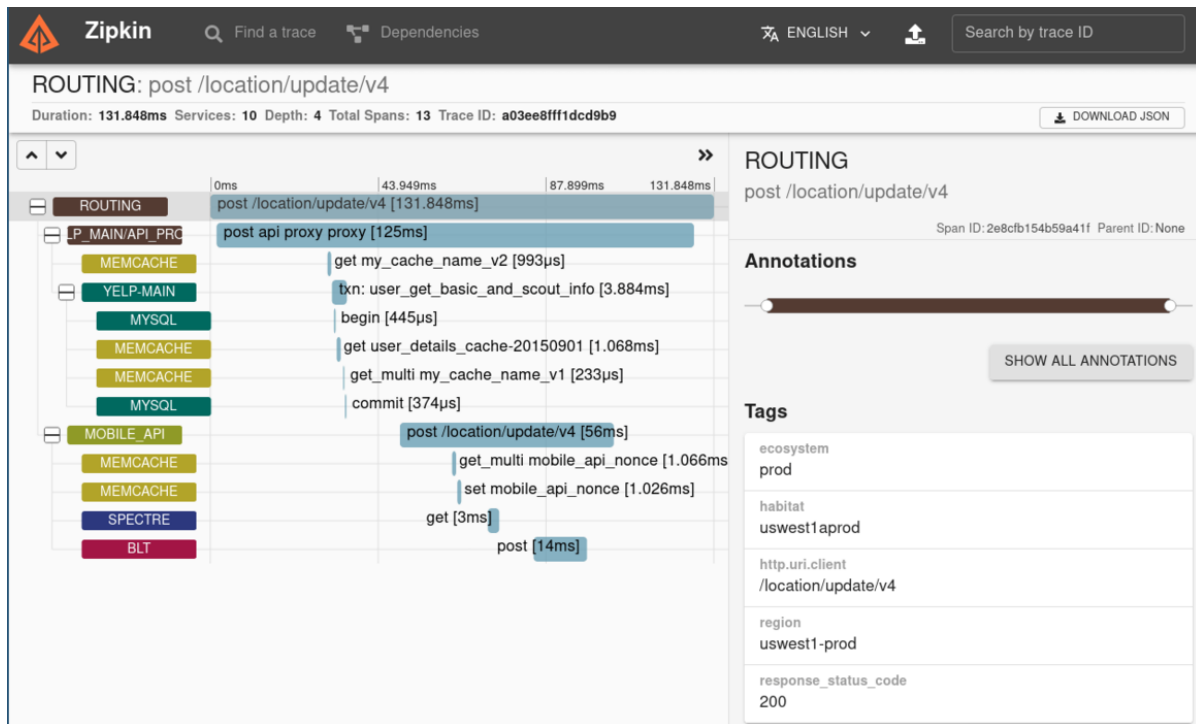 Zipkin Find a trace Dependencies ENGLISH Search by trace ID
ROUTING: post /location/update/v4
Duration: 131.848ms Services: 10 Depth: 4 Total Spans: 13 Trace ID: a03ee8fff1dcd9b9
DOWNLOAD JSON
0ms 43.949ms 87.899ms 131.848ms
ROUTING post /location/update/v4 [131.848ms]
LP_MAIN/API_PRO post api proxy proxy [125ms]
MEMCACHE get my_cache_name_v2 [993µs]
YELP-MAIN txn: user_get_basic_and_scout_info [3.884ms]
MYSQL begin [445µs]
MEMCACHE get user_details_cache-20150901 [1.068ms]
MEMCACHE get_multi my_cache_name_v1 [233µs]
MYSQL commit [374µs]
MOBILE_API post /location/update/v4 [56ms]
MEMCACHE get_multi mobile_api_nonce [1.066ms
MEMCACHE set mobile_api_nonce [1.026ms]
SPECTRE get [3ms]
BLT post [14ms]
ROUTING
post /location/update/v4
Span ID: 2e8cfb154b59a41f Parent ID: None
Annotations
SHOW ALL ANNOTATIONS
Tags
ecosystem
prod
habitat
uswest1aprod
http.uri.client
/location/update/v4
region
uswest1-prod
response_status_code
200